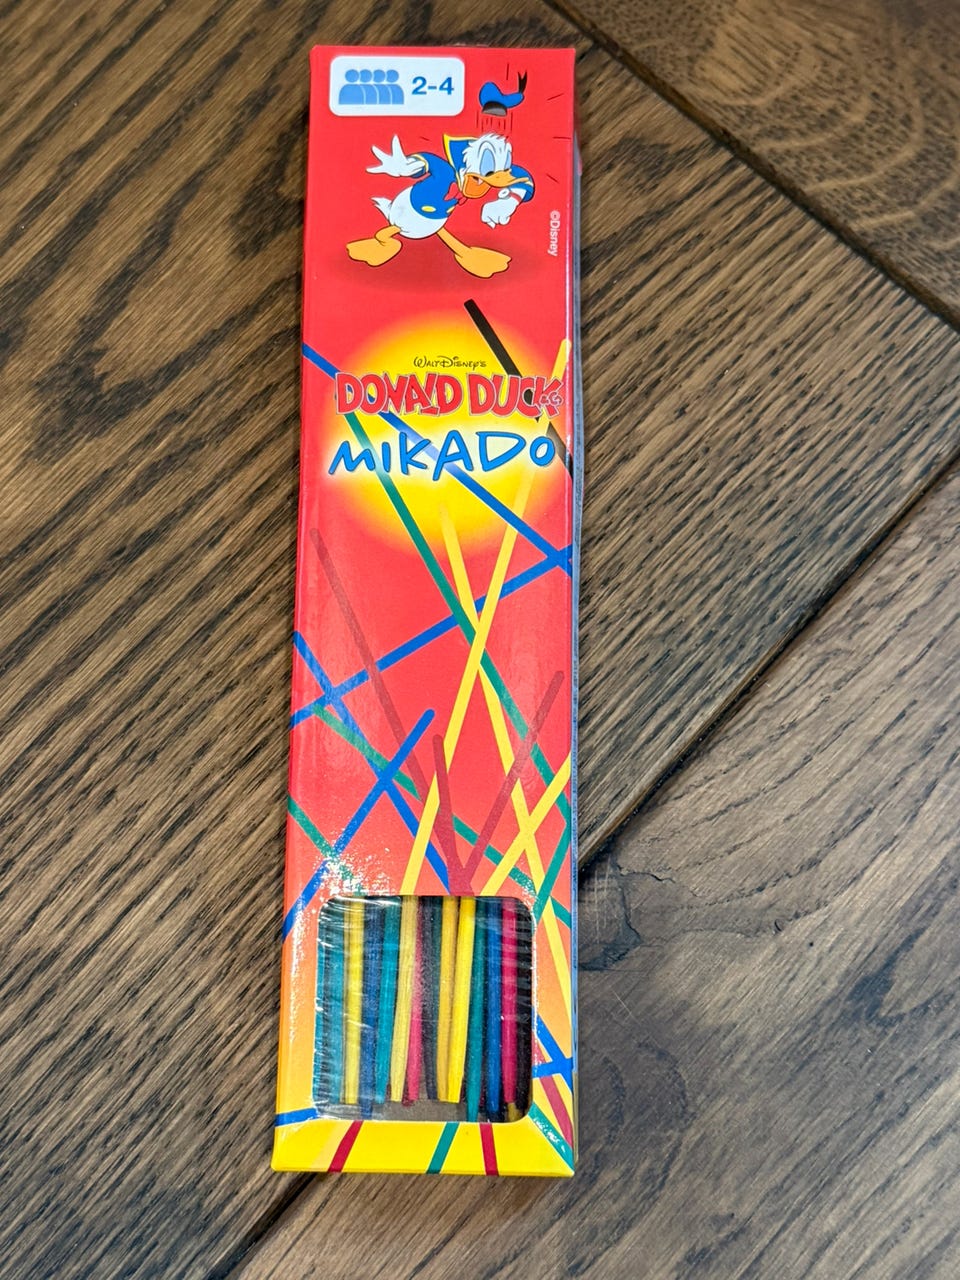 2-4
©Disney
WALT DISNEY'S
DONALD DUCK &C?
MIKADO